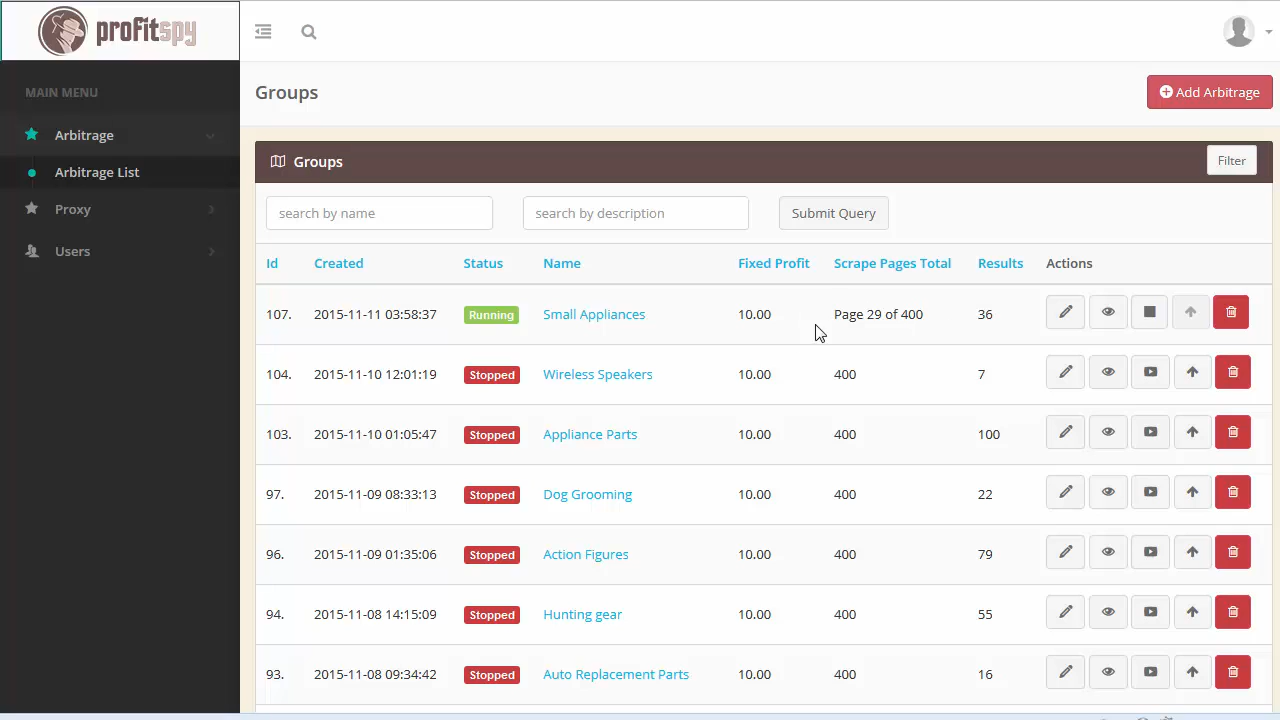 profitspy
MAIN MENU
Arbitrage
Arbitrage List
Proxy
Users
Groups
Add Arbitrage
Groups
Filter
search by name search by description Submit Query
Id Created Status Name Fixed Profit Scrape Pages Total Results Actions
107. 2015-11-11 03:58:37 Running Small Appliances 10.00 Page 29 of 400 36
104. 2015-11-10 12:01:19 Stopped Wireless Speakers 10.00 400 7
103. 2015-11-10 01:05:47 Stopped Appliance Parts 10.00 400 100
97. 2015-11-09 08:33:13 Stopped Dog Grooming 10.00 400 22
96. 2015-11-09 01:35:06 Stopped Action Figures 10.00 400 79
94. 2015-11-08 14:15:09 Stopped Hunting gear 10.00 400 55
93. 2015-11-08 09:34:42 Stopped Auto Replacement Parts 10.00 400 16